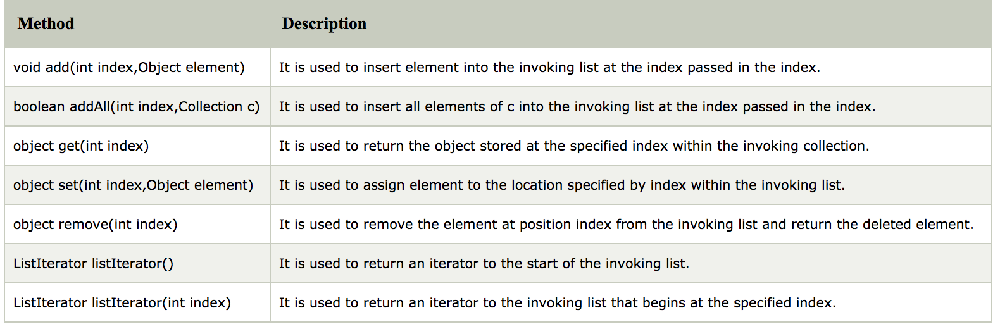 Method Description
void add(int index,Object element) It is used to insert element into the invoking list at the index passed in the index.
boolean addAll(int index,Collection c) It is used to insert all elements of c into the invoking list at the index passed in the index.
object get(int index) It is used to return the object stored at the specified index within the invoking collection.
object set(int index,Object element) It is used to assign element to the location specified by index within the invoking list.
object remove(int index) It is used to remove the element at position index from the invoking list and return the deleted element.
ListIterator listIterator() It is used to return an iterator to the start of the invoking list.
ListIterator listIterator(int index) It is used to return an iterator to the invoking list that begins at the specified index.